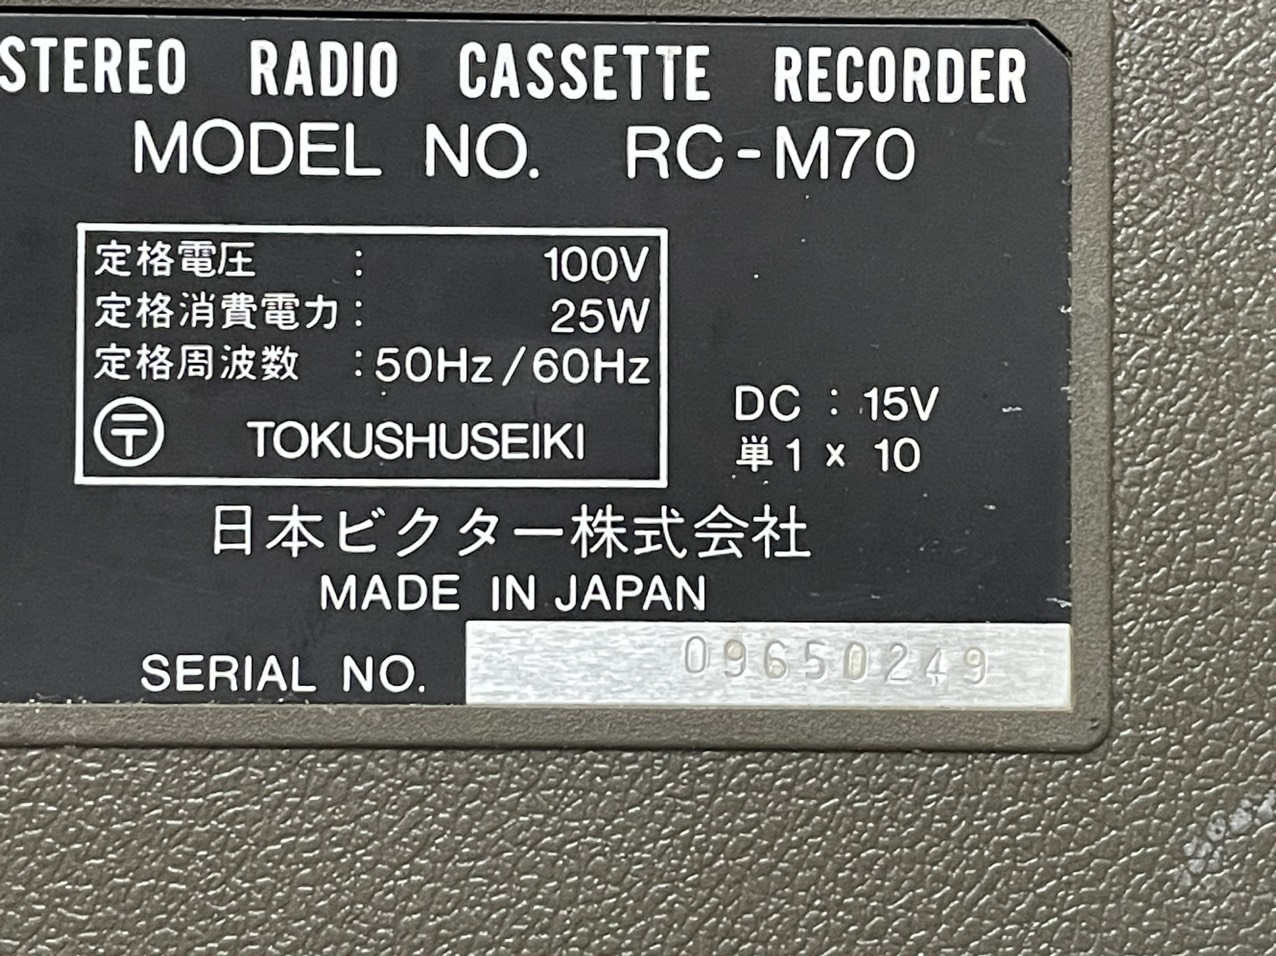 STEREO RADIO CASSETTE RECORDER
MODEL NO. RC-M70
定格電圧 : 100V
定格消費電力 : 25W
定格周波数 : 50Hz/60Hz
〒 TOKUSHUSEIKI
DC : 15V
単1 x 10
日本ビクター株式会社
MADE IN JAPAN
SERIAL NO. 09650249